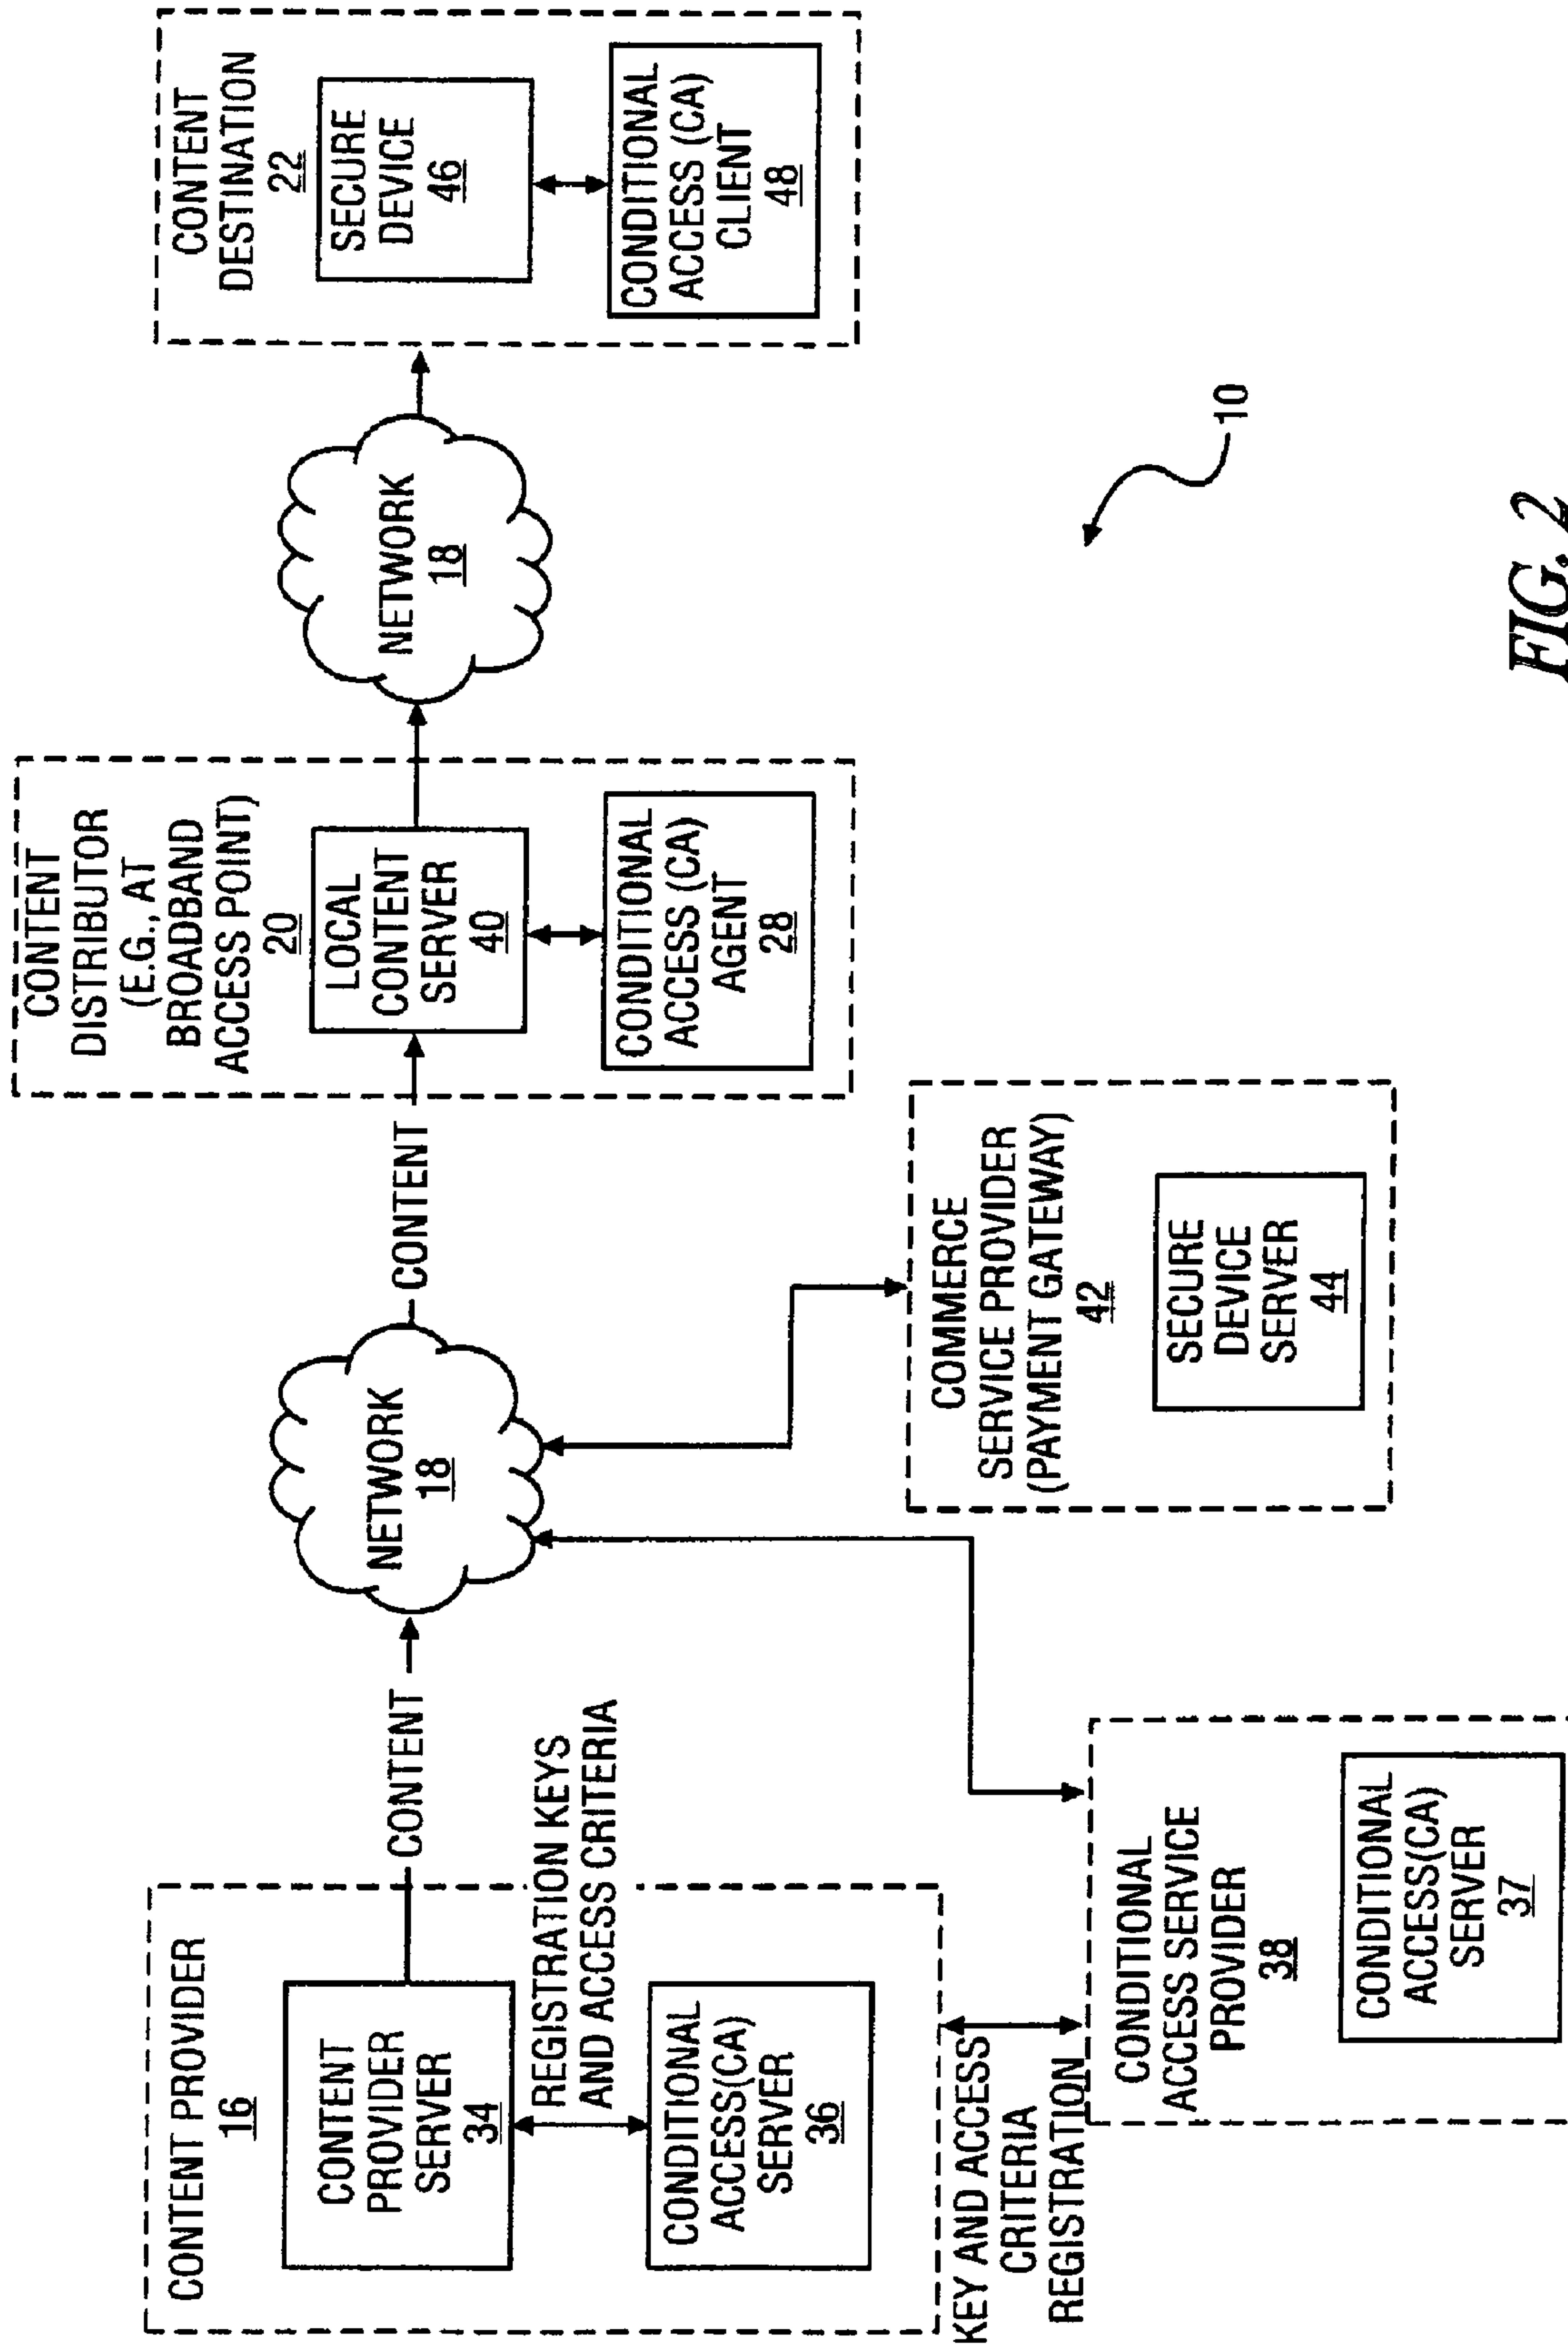 CONTENT PROVIDER
16
CONTENT
PROVIDER
SERVER
34
REGISTRATION KEYS
AND ACCESS CRITERIA
CONDITIONAL
ACCESS(CA)
SERVER
36
KEY AND ACCESS
CRITERIA
REGISTRATION
CONTENT
NETWORK
18
CONDITIONAL
ACCESS SERVICE
PROVIDER
38
CONDITIONAL
ACCESS(CA)
SERVER
37
COMMERCE
SERVICE PROVIDER
(PAYMENT GATEWAY)
42
SECURE
DEVICE
SERVER
44
CONTENT
CONTENT
DISTRIBUTOR
(E.G., AT
BROADBAND
ACCESS POINT)
20
LOCAL
CONTENT
SERVER
40
CONDITIONAL
ACCESS (CA)
AGENT
28
NETWORK
18
CONTENT
DESTINATION
22
SECURE
DEVICE
46
CONDITIONAL
ACCESS (CA)
CLIENT
48
10
FIG. 2